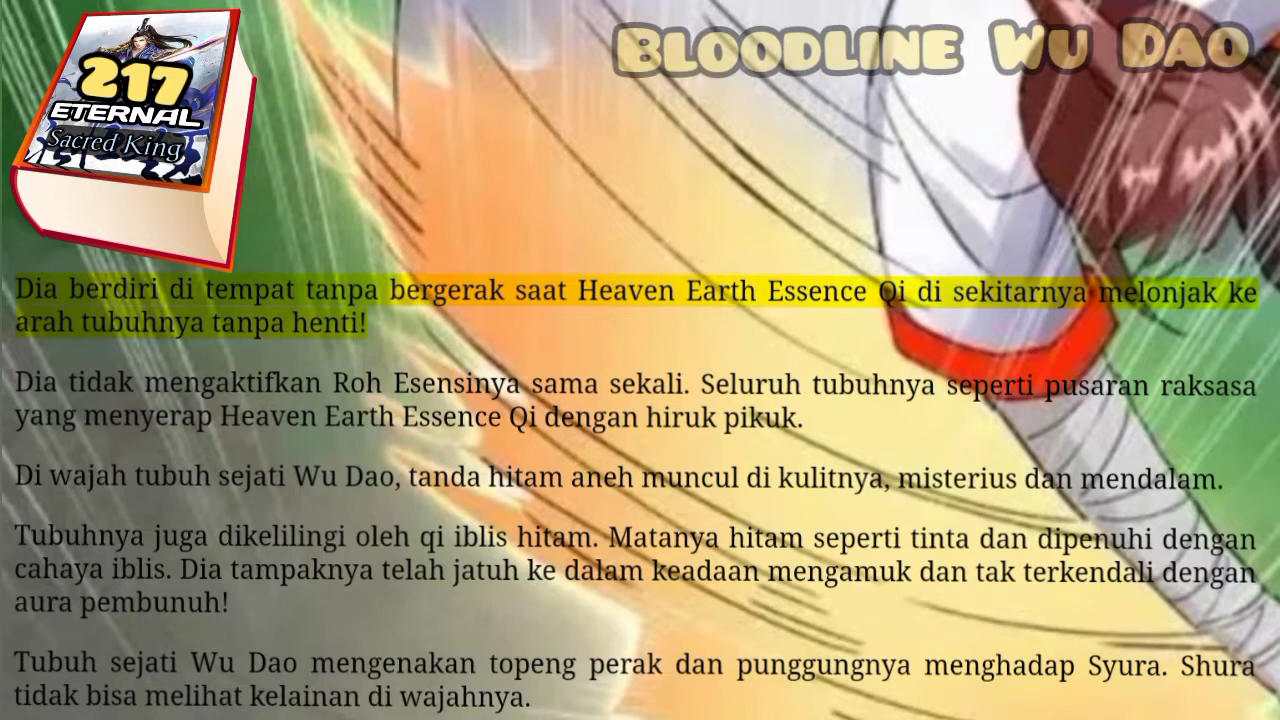 BLOODLINE WU DAO
217
ETERNAL
Sacred King
Dia berdiri di tempat tanpa bergerak saat Heaven Earth Essence Qi di sekitarnya melonjak ke
arah tubuhnya tanpa henti!
Dia tidak mengaktifkan Roh Esensinya sama sekali. Seluruh tubuhnya seperti pusaran raksasa
yang menyerap Heaven Earth Essence Qi dengan hiruk pikuk.
Di wajah tubuh sejati Wu Dao, tanda hitam aneh muncul di kulitnya, misterius dan mendalam.
Tubuhnya juga dikelilingi oleh qi iblis hitam. Matanya hitam seperti tinta dan dipenuhi dengan
cahaya iblis. Dia tampaknya telah jatuh ke dalam keadaan mengamuk dan tak terkendali dengan
aura pembunuh!
Tubuh sejati Wu Dao mengenakan topeng perak dan punggungnya menghadap Syura. Shura
tidak bisa melihat kelainan di wajahnya.